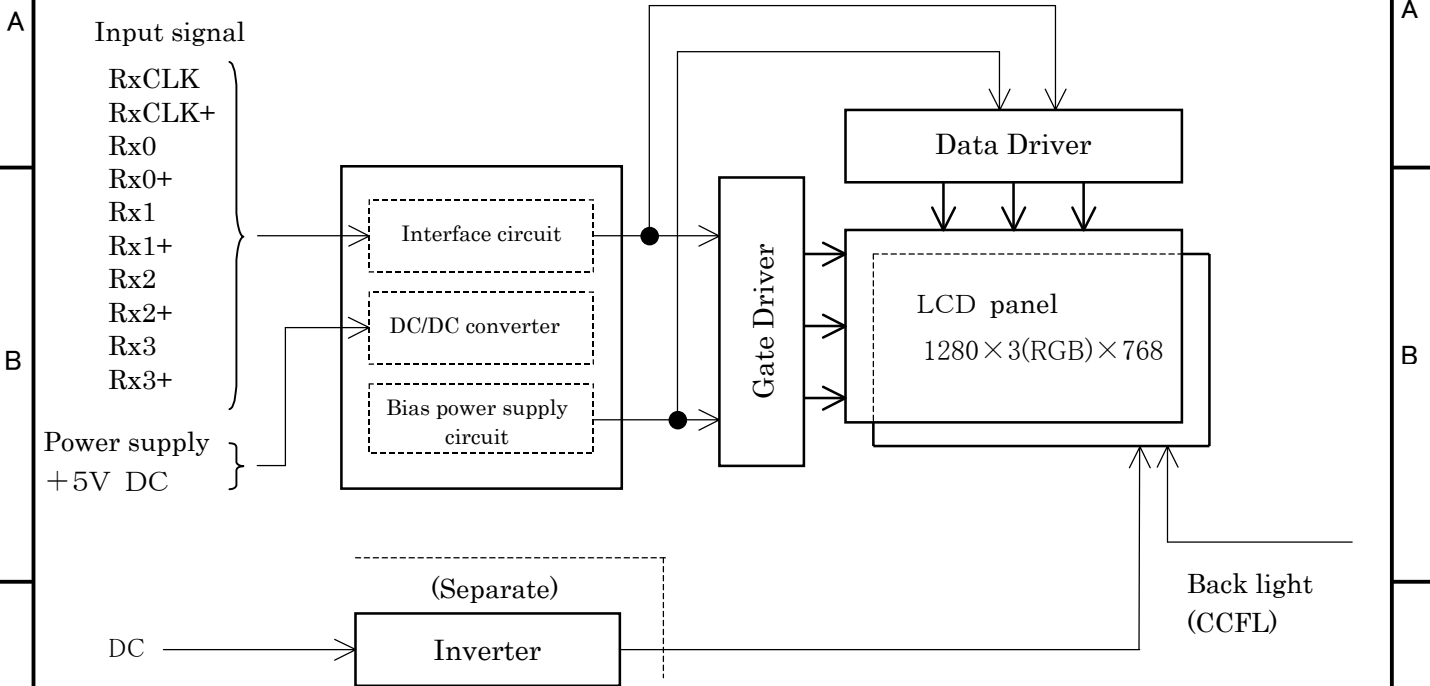 A
A
Input signal
RxCLK
RxCLK+
Rx0
Rx0+
Rx1
Rx1+
Rx2
Rx2+
Rx3
Rx3+
Power supply
+5V DC
Interface circuit
DC/DC converter
Bias power supply
circuit
Gate Driver
Data Driver
LCD panel
1280×3(RGB)×768
B
B
(Separate)
DC
Inverter
Back light
(CCFL)